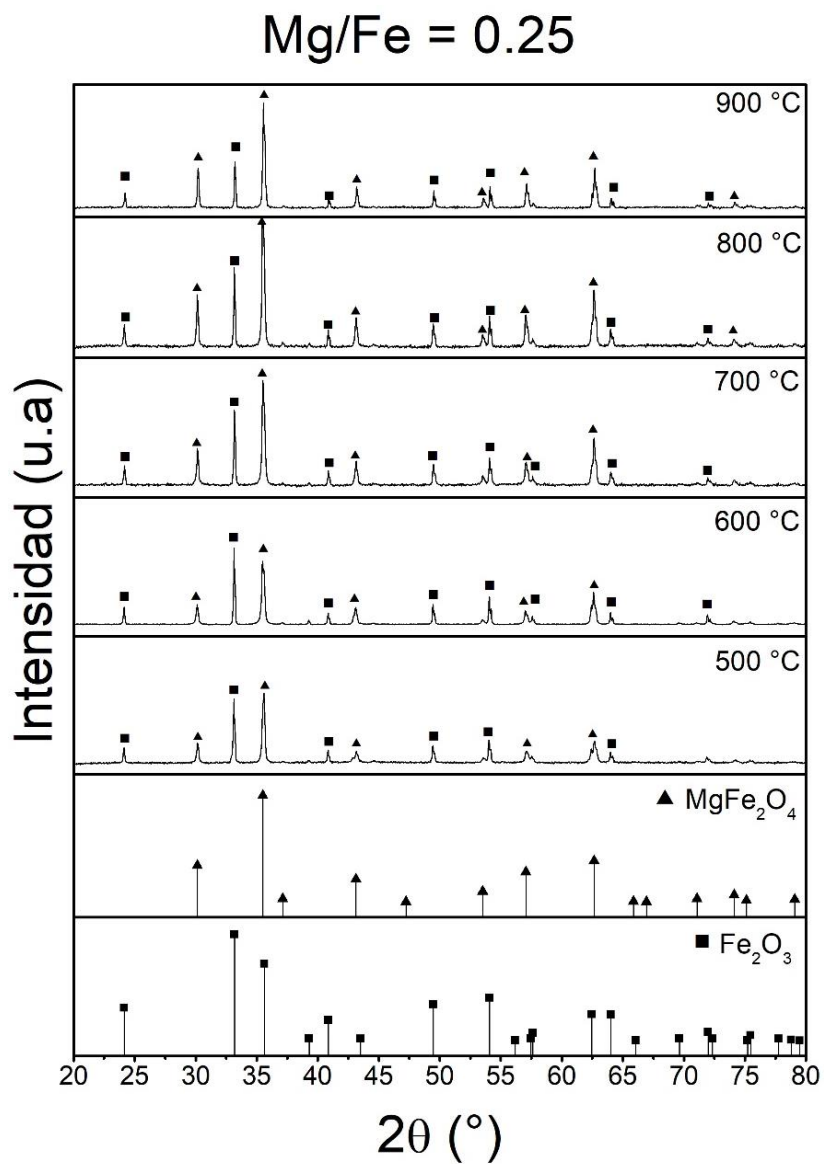 Mg/Fe = 0.25
900 °C
800 °C
700 °C
600 °C
500 °C
▲ MgFe₂O₄
■ Fe₂O₃
Intensidad (u.a)
20 25 30 35 40 45 50 55 60 65 70 75 80
2θ (°)